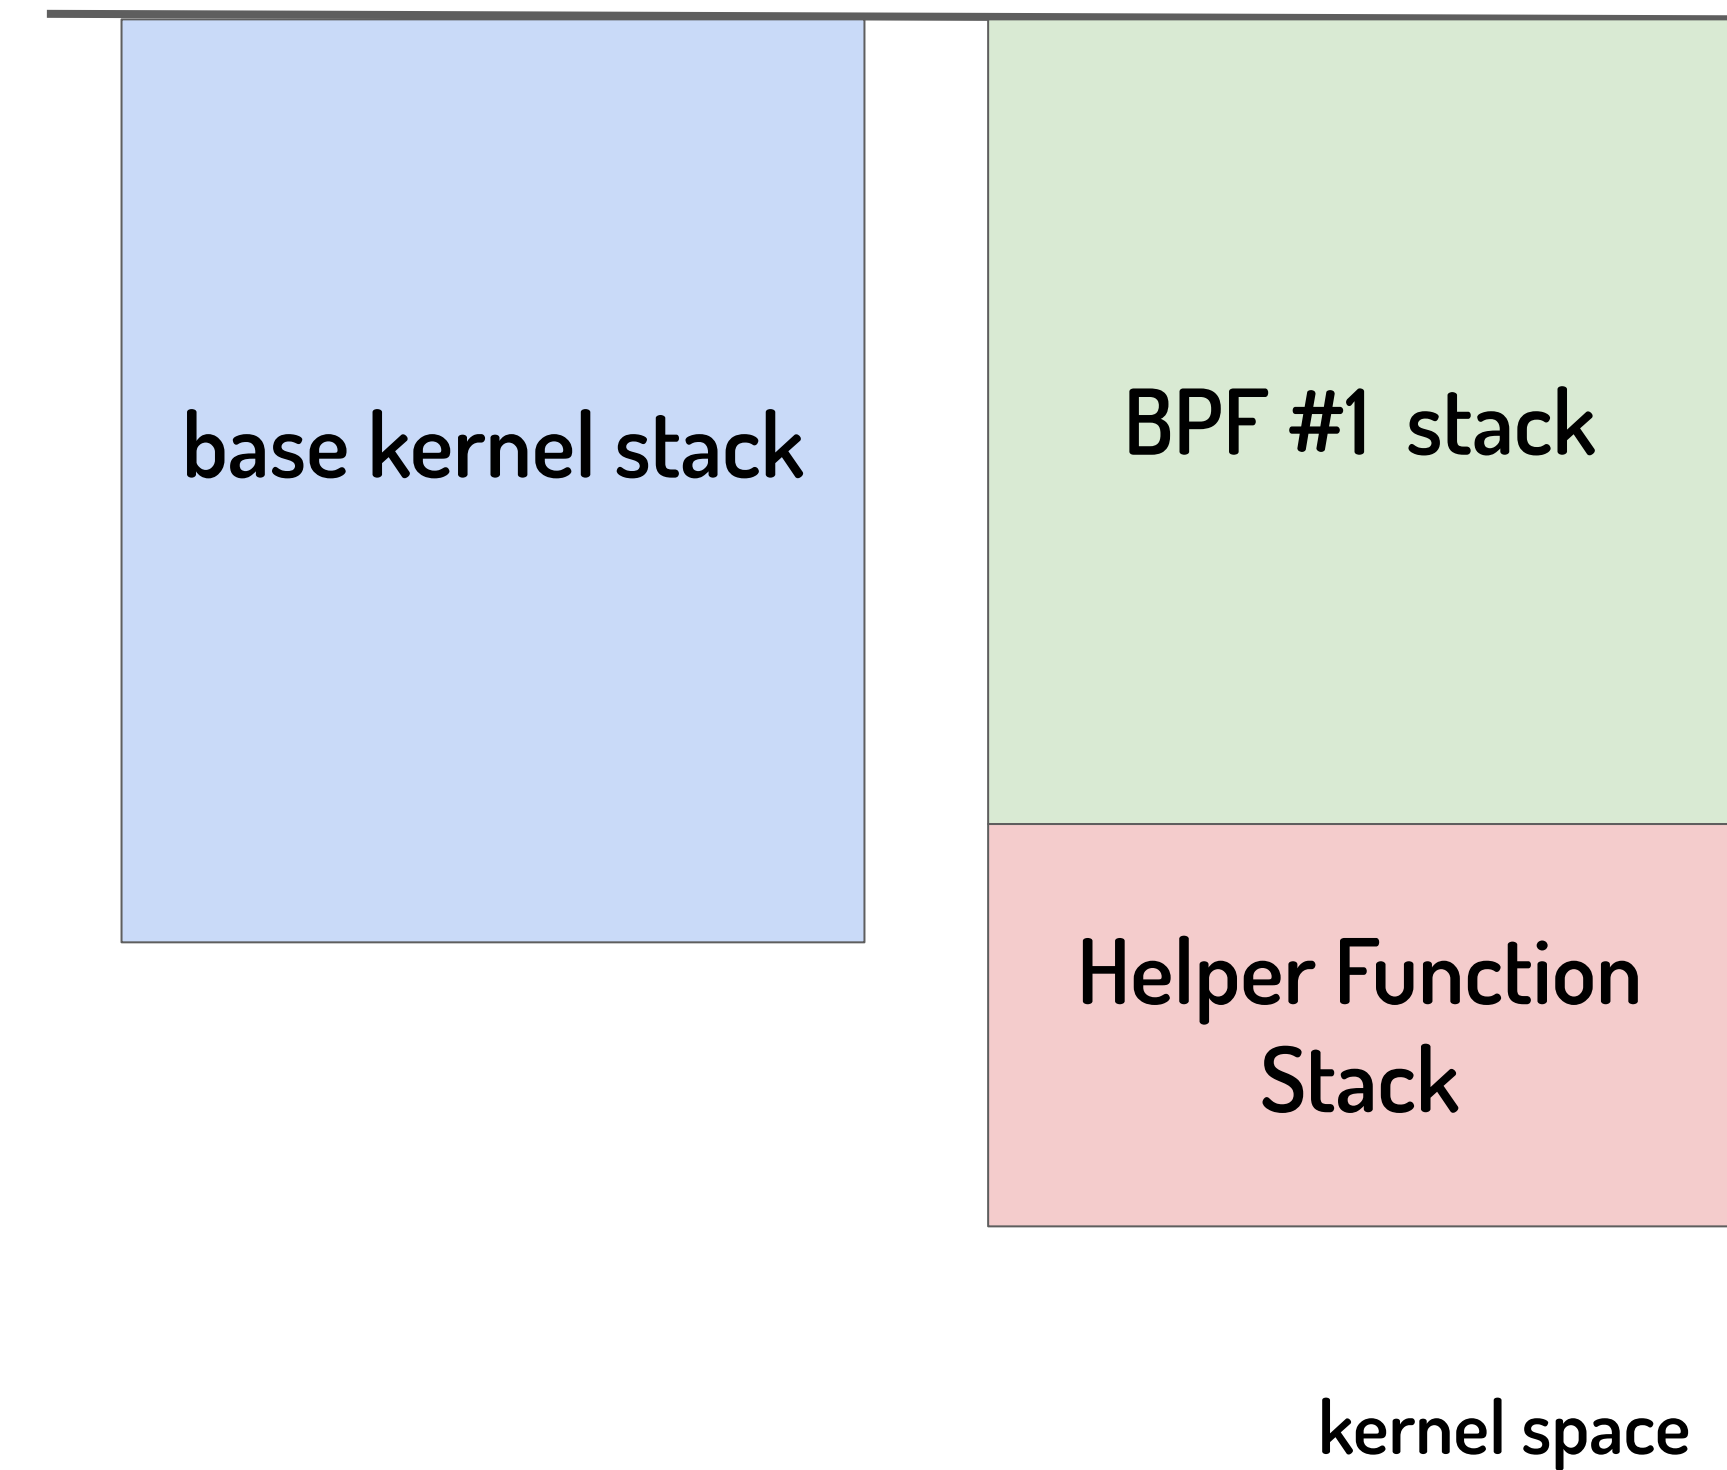 base kernel stack
BPF #1 stack
Helper Function
Stack
kernel space